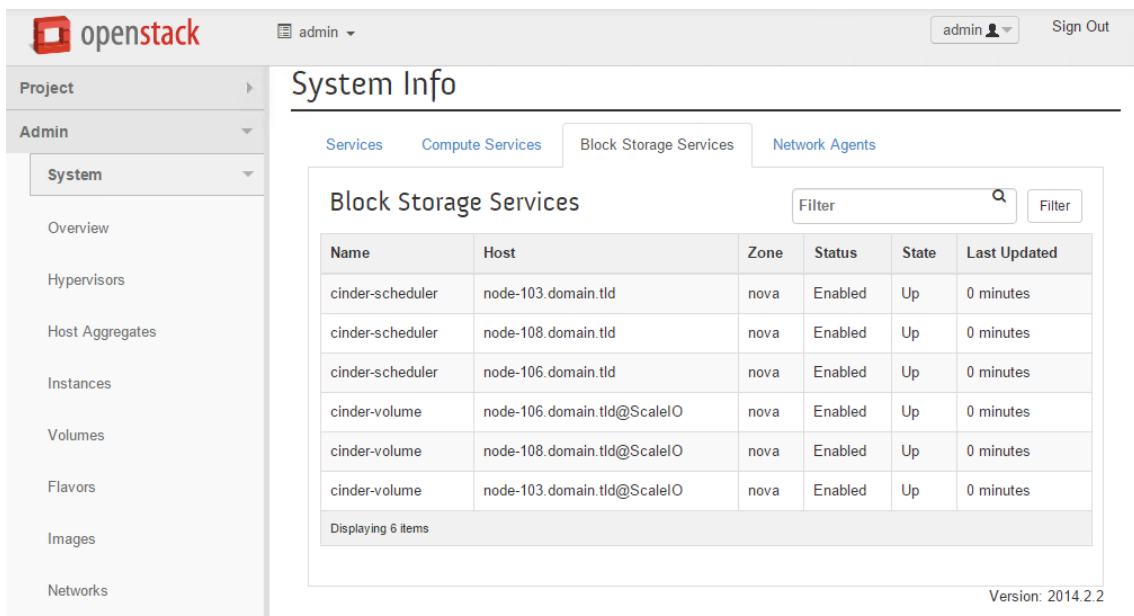 openstack
admin
admin
Sign Out
Project
Admin
System
Overview
Hypervisors
Host Aggregates
Instances
Volumes
Flavors
Images
Networks
System Info
Services Compute Services Block Storage Services Network Agents
Block Storage Services
Filter
Filter
Name Host Zone Status State Last Updated
cinder-scheduler node-103.domain.tld nova Enabled Up 0 minutes
cinder-scheduler node-108.domain.tld nova Enabled Up 0 minutes
cinder-scheduler node-106.domain.tld nova Enabled Up 0 minutes
cinder-volume node-106.domain.tld@ScaleIO nova Enabled Up 0 minutes
cinder-volume node-108.domain.tld@ScaleIO nova Enabled Up 0 minutes
cinder-volume node-103.domain.tld@ScaleIO nova Enabled Up 0 minutes
Displaying 6 items
Version: 2014.2.2